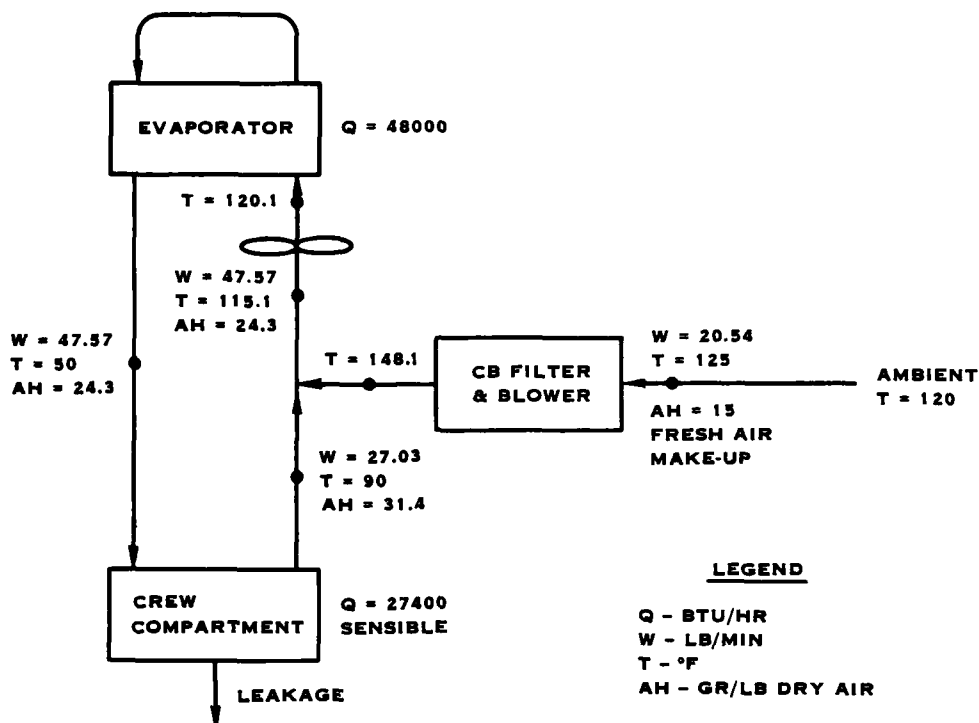 EVAPORATOR
Q = 48000
T = 120.1
W = 47.57
T = 115.1
AH = 24.3
W = 47.57
T = 50
AH = 24.3
T = 148.1
CB FILTER
& BLOWER
W = 20.54
T = 125
AH = 15
FRESH AIR
MAKE-UP
AMBIENT
T = 120
W = 27.03
T = 90
AH = 31.4
CREW
COMPARTMENT
Q = 27400
SENSIBLE
LEAKAGE
LEGEND
Q – BTU/HR
W – LB/MIN
T – °F
AH – GR/LB DRY AIR